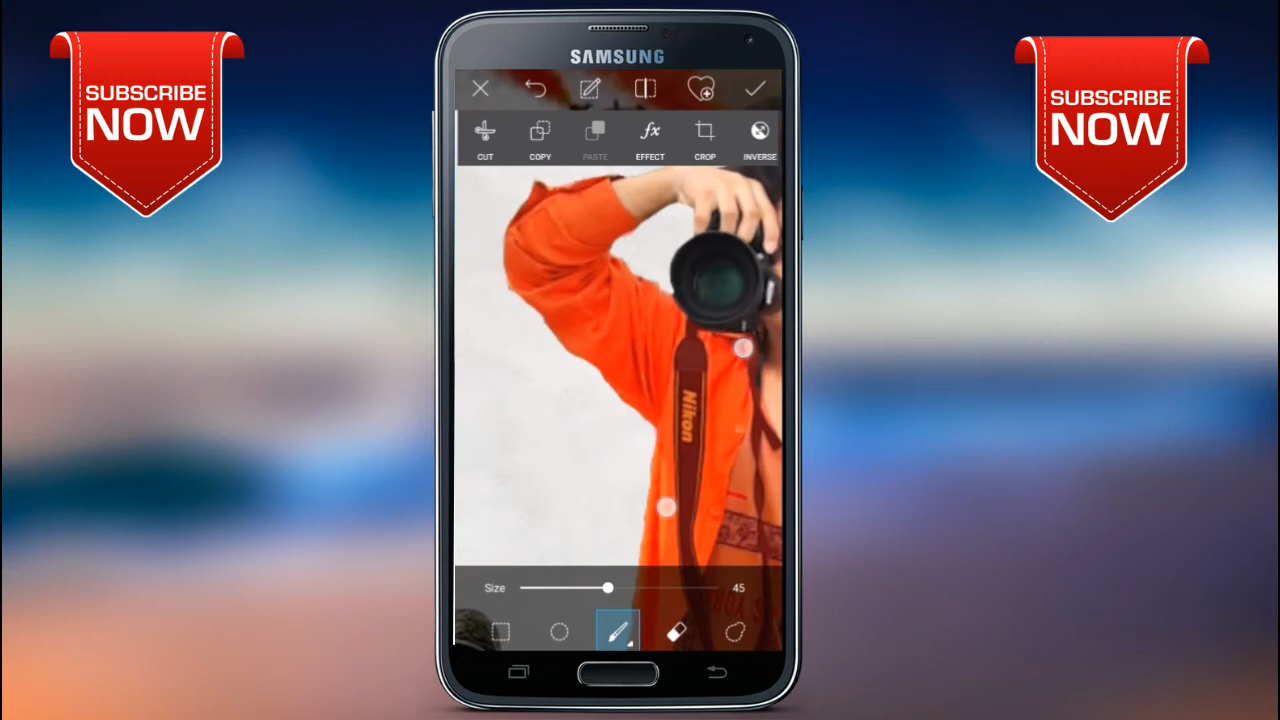 SUBSCRIBE
NOW
SUBSCRIBE
NOW
SAMSUNG
CUT
COPY
PASTE
fx
EFFECT
CROP
INVERSE
Nikon
Size
45